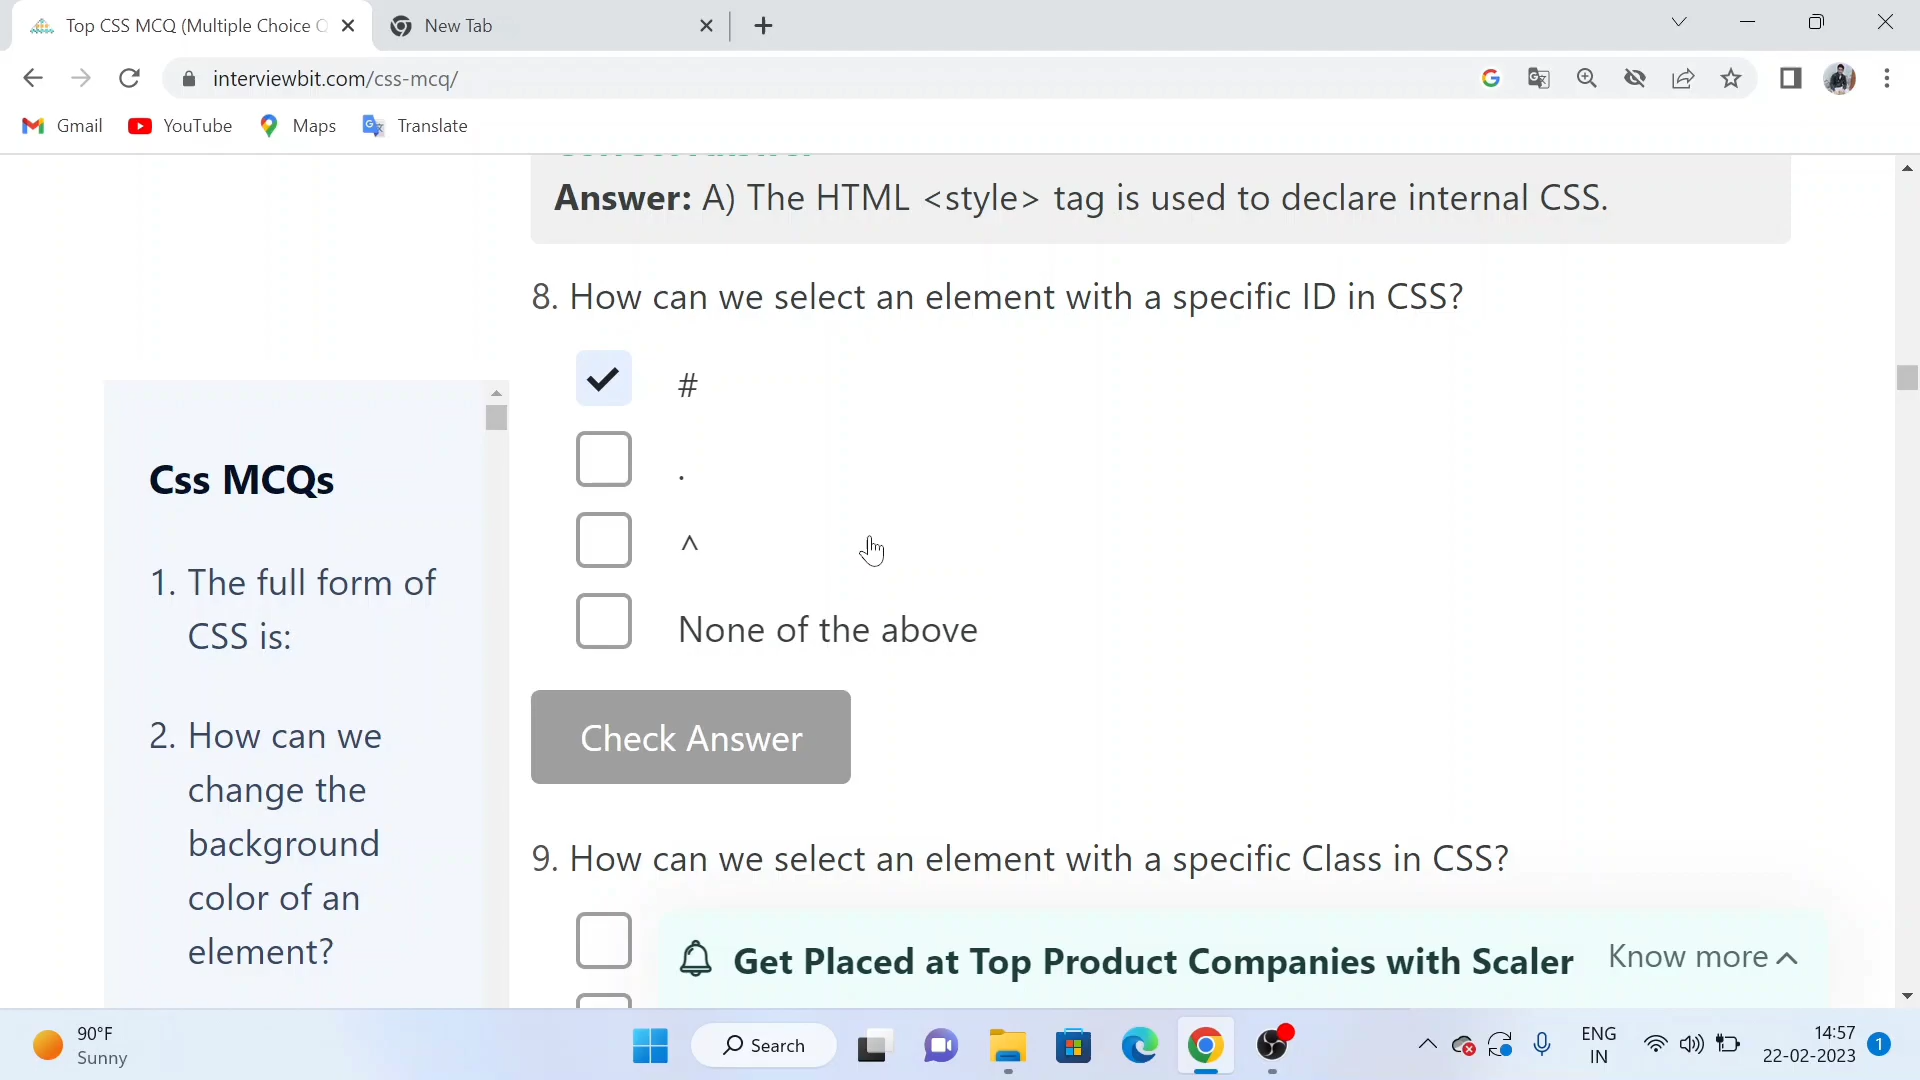 Top CSS MCQ (Multiple Choice Q
New Tab
interviewbit.com/css-mcq/
Gmail
YouTube
Maps
Translate
Answer: A) The HTML <style> tag is used to declare internal CSS.
8. How can we select an element with a specific ID in CSS?
#
.
^
None of the above
Check Answer
9. How can we select an element with a specific Class in CSS?
Css MCQs
1. The full form of
CSS is:
2. How can we
change the
background
color of an
element?
Get Placed at Top Product Companies with Scaler
Know more
90°F
Sunny
Search
ENG
IN
14:57
22-02-2023
1